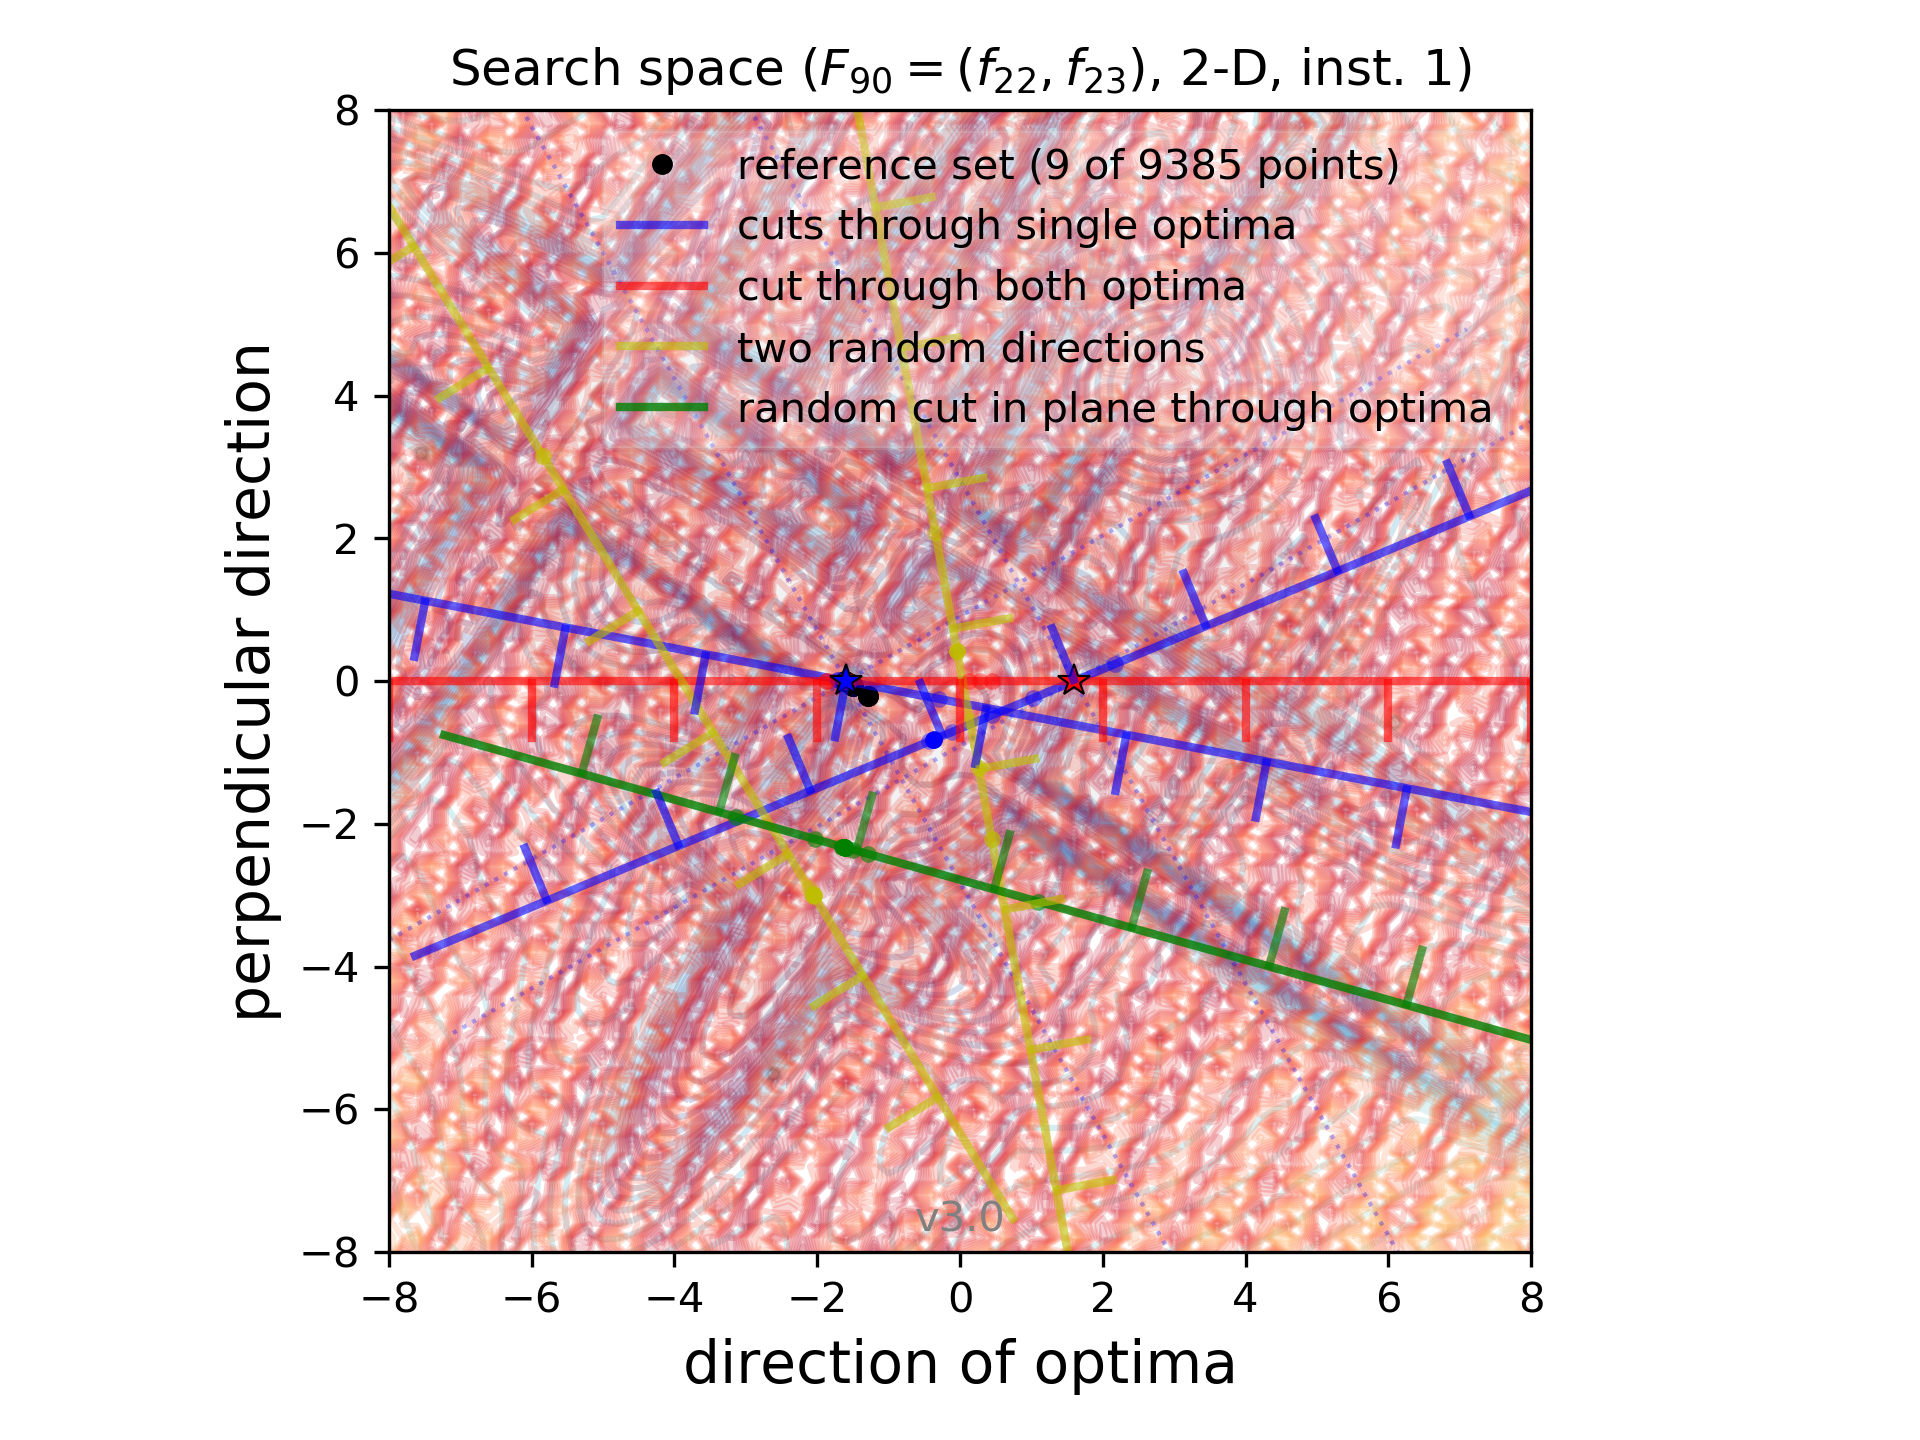 Search space (F90 = (f22, f23), 2-D, inst. 1)
8
6
4
2
0
−2
−4
−6
−8
perpendicular direction
reference set (9 of 9385 points)
cuts through single optima
cut through both optima
two random directions
random cut in plane through optima
v3.0
−8 −6 −4 −2 0 2 4 6 8
direction of optima